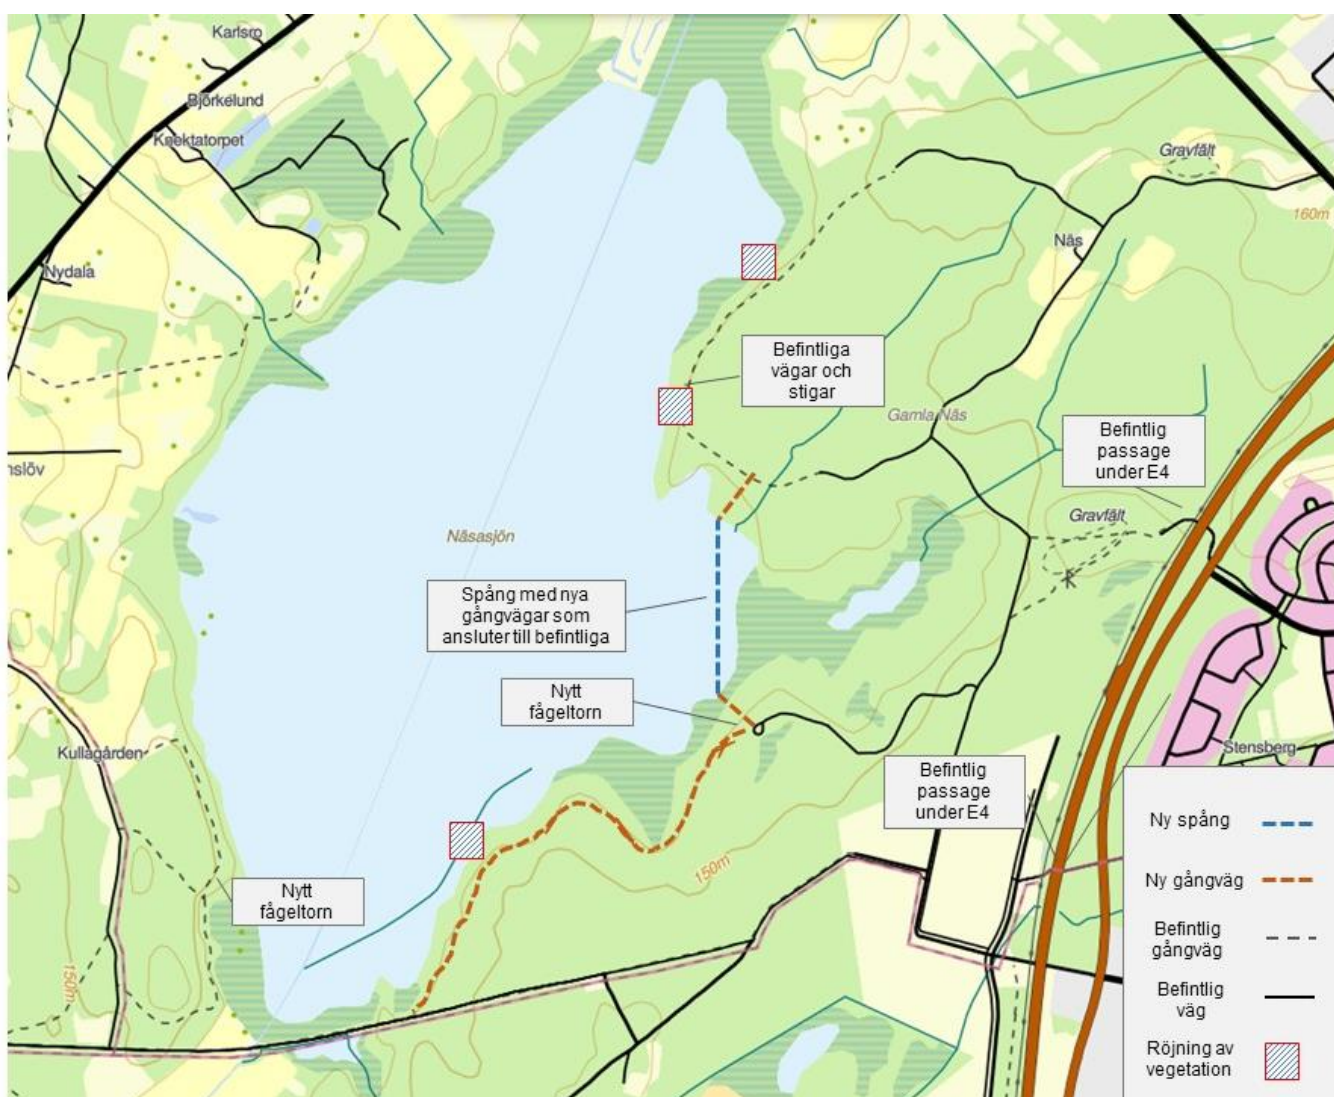 Karlsro
Björkelund
Knektatorpet
Gravfält
160m
Näs
Nydala
Befintliga
vägar och
stigar
Gamla Näs
Befintlig
passage
under E4
nslöv
Gravfält
Näsasjön
Spång med nya
gångvägar som
ansluter till befintliga
Nytt
fågeltorn
Kullagården
Stensberg
Befintlig
passage
under E4
150m
Nytt
fågeltorn
150m
Ny spång
Ny gångväg
Befintlig
gångväg
Befintlig
väg
Röjning av
vegetation